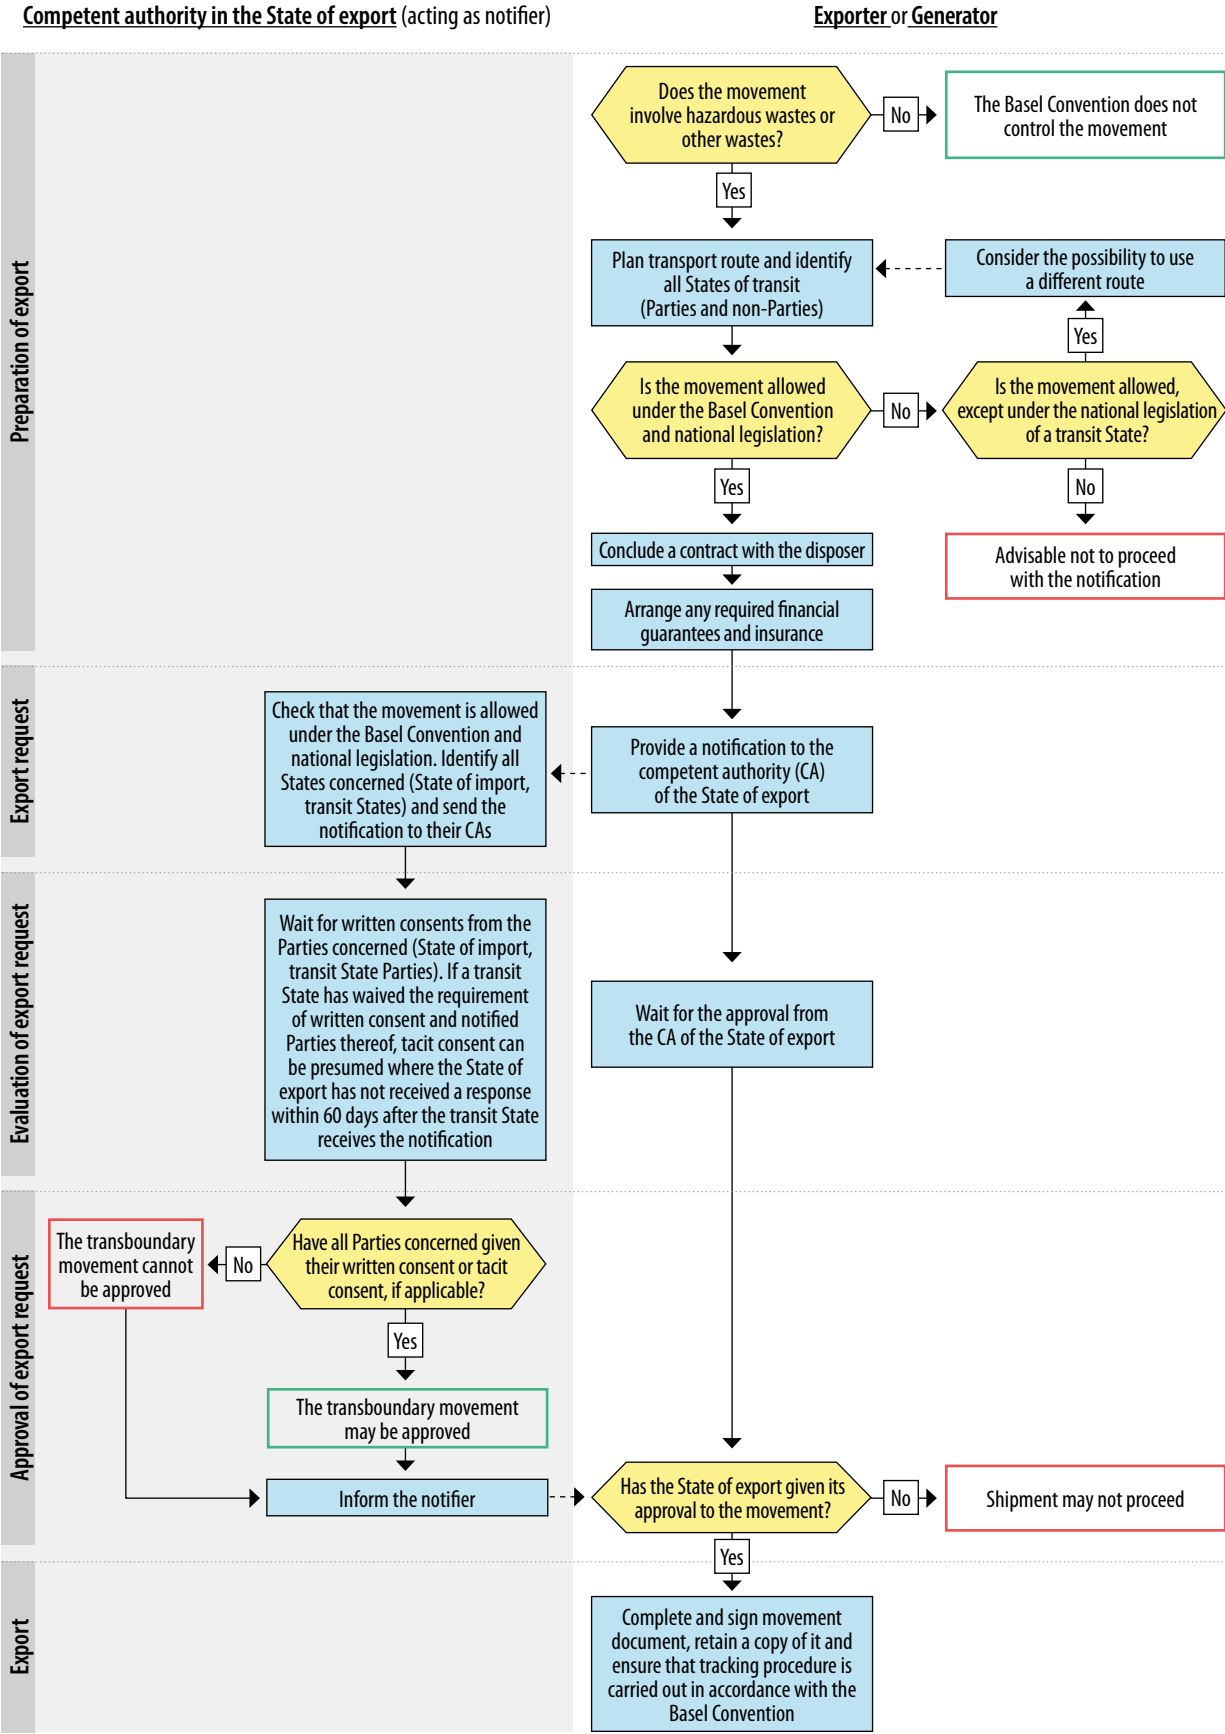 Competent authority in the State of export (acting as notifier)
Exporter or Generator
Preparation of export
Does the movement
involve hazardous wastes or
other wastes?
No
The Basel Convention does not
control the movement
Yes
Plan transport route and identify
all States of transit
(Parties and non-Parties)
Consider the possibility to use
a different route
Yes
Is the movement allowed
under the Basel Convention
and national legislation?
No
Is the movement allowed,
except under the national legislation
of a transit State?
Yes
No
Conclude a contract with the disposer
Advisable not to proceed
with the notification
Arrange any required financial
guarantees and insurance
Export request
Check that the movement is allowed
under the Basel Convention and
national legislation. Identify all
States concerned (State of import,
transit States) and send the
notification to their CAs
Provide a notification to the
competent authority (CA)
of the State of export
Evaluation of export request
Wait for written consents from the
Parties concerned (State of import,
transit State Parties). If a transit
State has waived the requirement
of written consent and notified
Parties thereof, tacit consent can
be presumed where the State of
export has not received a response
within 60 days after the transit State
receives the notification
Wait for the approval from
the CA of the State of export
Approval of export request
The transboundary
movement cannot
be approved
No
Have all Parties concerned given
their written consent or tacit
consent, if applicable?
Yes
The transboundary movement
may be approved
Inform the notifier
Has the State of export given its
approval to the movement?
No
Shipment may not proceed
Yes
Export
Complete and sign movement
document, retain a copy of it and
ensure that tracking procedure is
carried out in accordance with the
Basel Convention